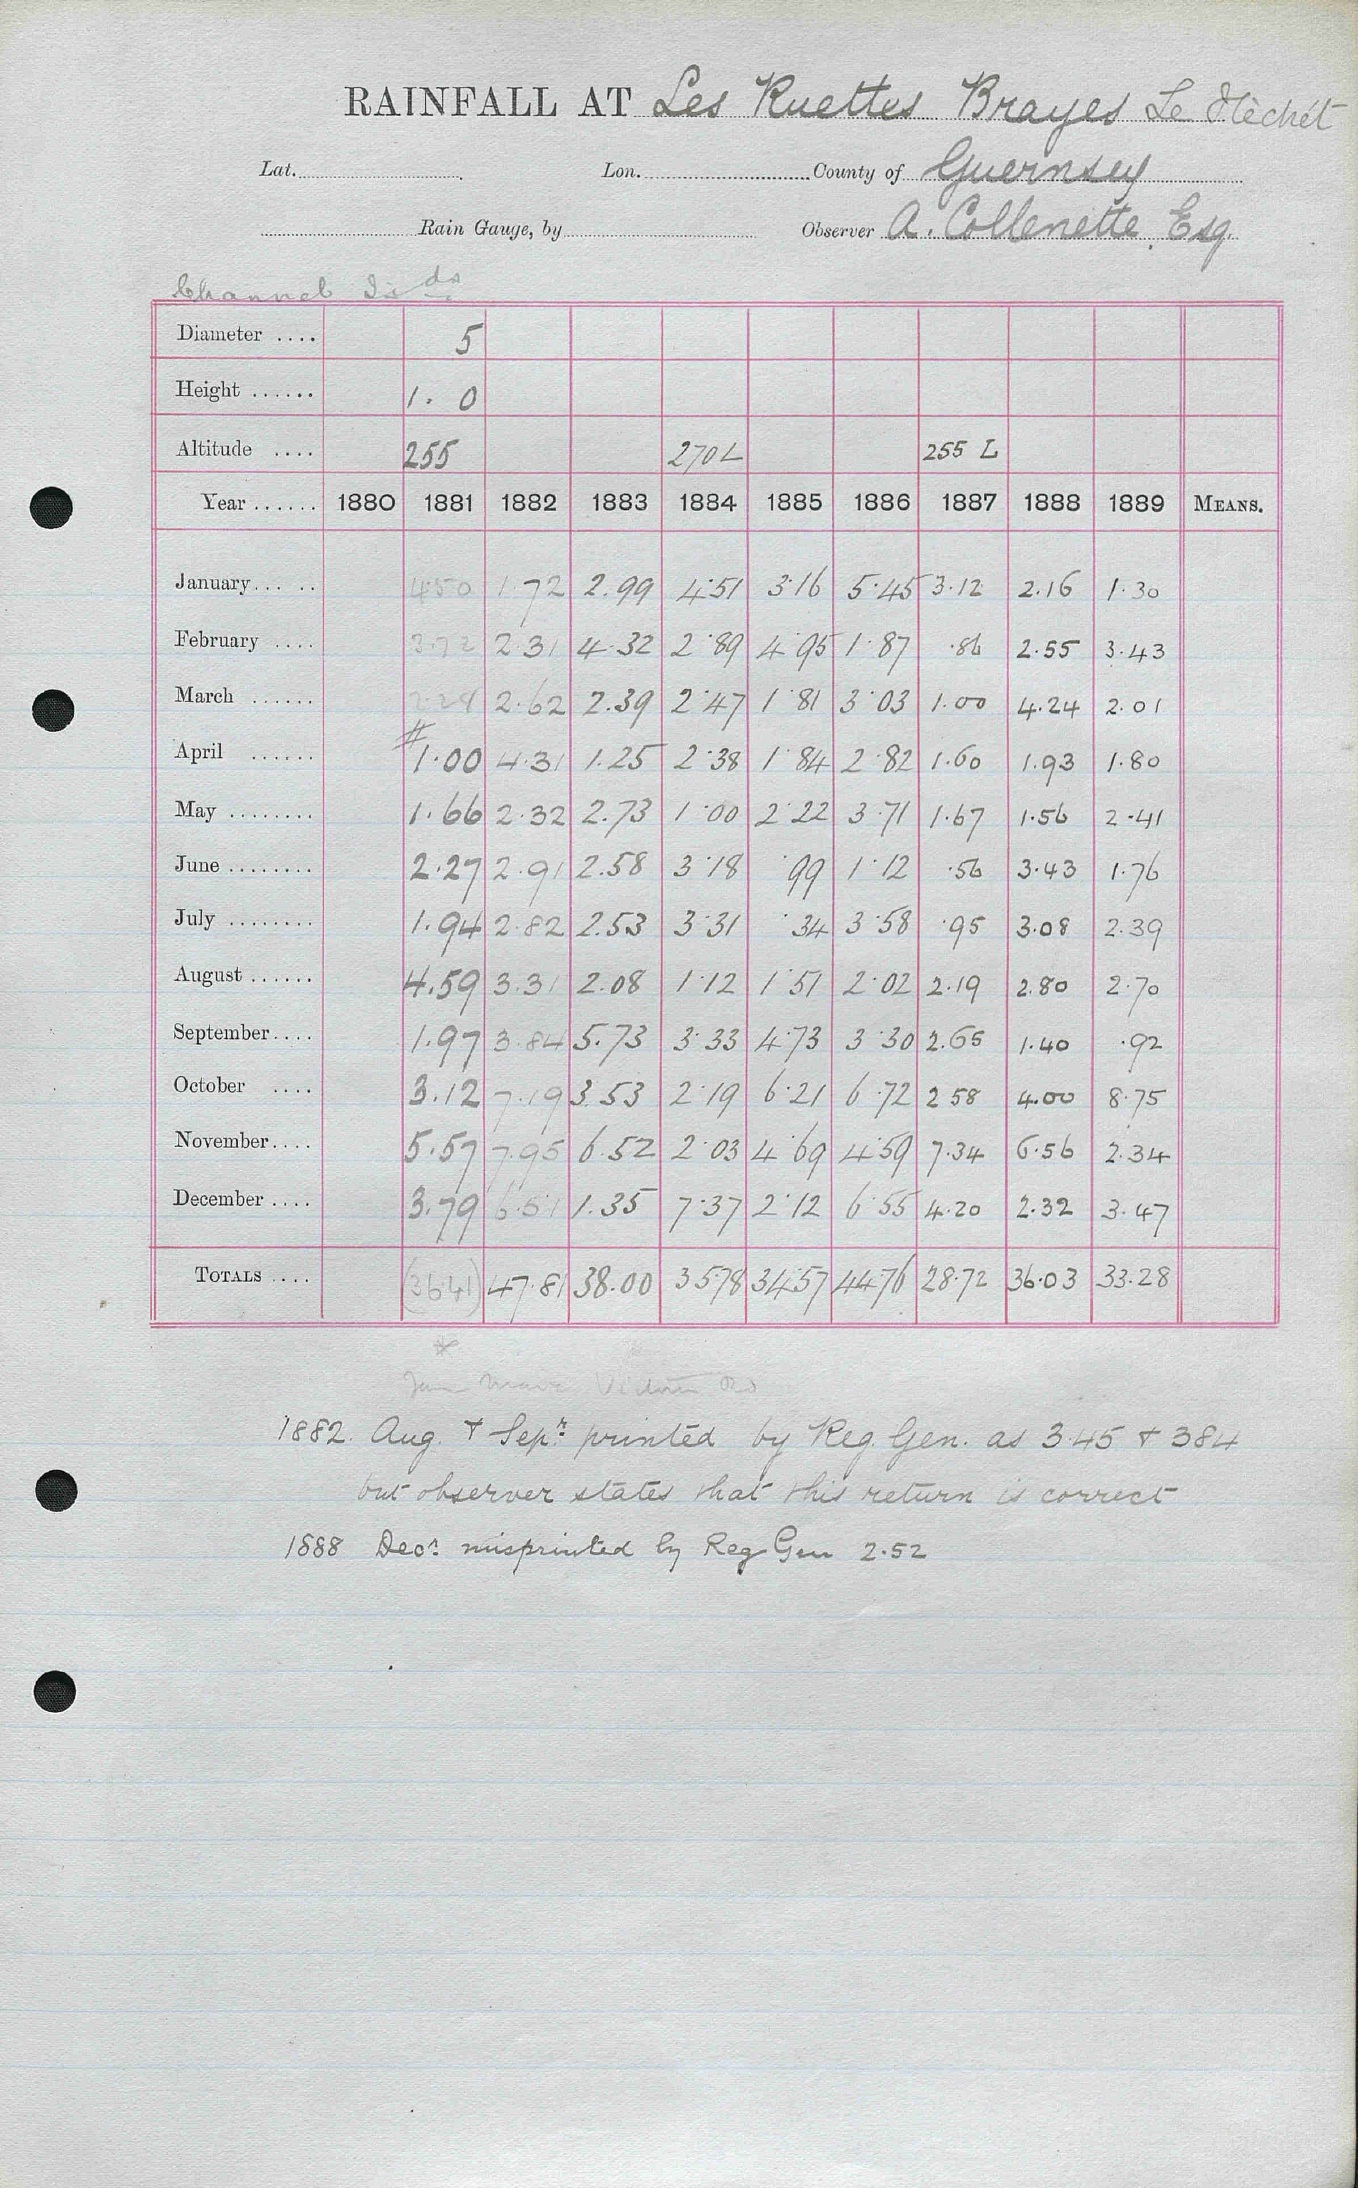 RAINFALL AT Les Ruettes Brayes Le
Lat. Lon. County of Guernsey
Rain Gauge, by Observer A. Collenette Esq.
Channel Is ds
Diameter .... 5
Height ...... 1. 0
Altitude .... 255 270 L 255 L
Year ...... 1880 1881 1882 1883 1884 1885 1886 1887 1888 1889 MEANS.
January... .. 4.50 1.72 2.99 4.51 3.16 5.45 3.12 2.16 1.30
February .... 3.72 2.31 4.32 2.89 4.95 1.87 .86 2.55 3.43
March ...... 2.28 2.62 2.39 2.47 1.81 3.03 1.00 4.24 2.01
April ...... # 1.00 4.31 1.25 2.38 1.84 2.82 1.60 1.93 1.80
May ........ 1.66 2.32 2.73 1.00 2.22 3.71 1.67 1.56 2.41
June ........ 2.27 2.91 2.58 3.18 .99 1.12 .56 3.43 1.76
July ........ 1.94 2.82 2.53 3.31 .34 3.58 .95 3.08 2.39
August ...... 4.59 3.31 2.08 1.12 1.51 2.02 2.19 2.80 2.70
September.... 1.97 3.84 5.73 3.33 4.73 3.30 2.65 1.40 .92
October .... 3.12 7.19 3.53 2.19 6.21 6.72 2.58 4.00 8.75
November.... 5.57 7.95 6.52 2.03 4.69 4.59 7.34 6.56 2.34
December .... 3.79 6.51 1.35 7.37 2.12 6.55 4.20 2.32 3.47
TOTALS .... (36.41) 47.81 38.00 35.78 34.57 44.76 28.72 36.03 33.28
*
Victoria Rd
1882. Aug. & Sepr. printed by Reg. Gen. as 3.45 & 384
but observer states that this return is correct
1888 Decr. misprinted by Reg Gen 2.52